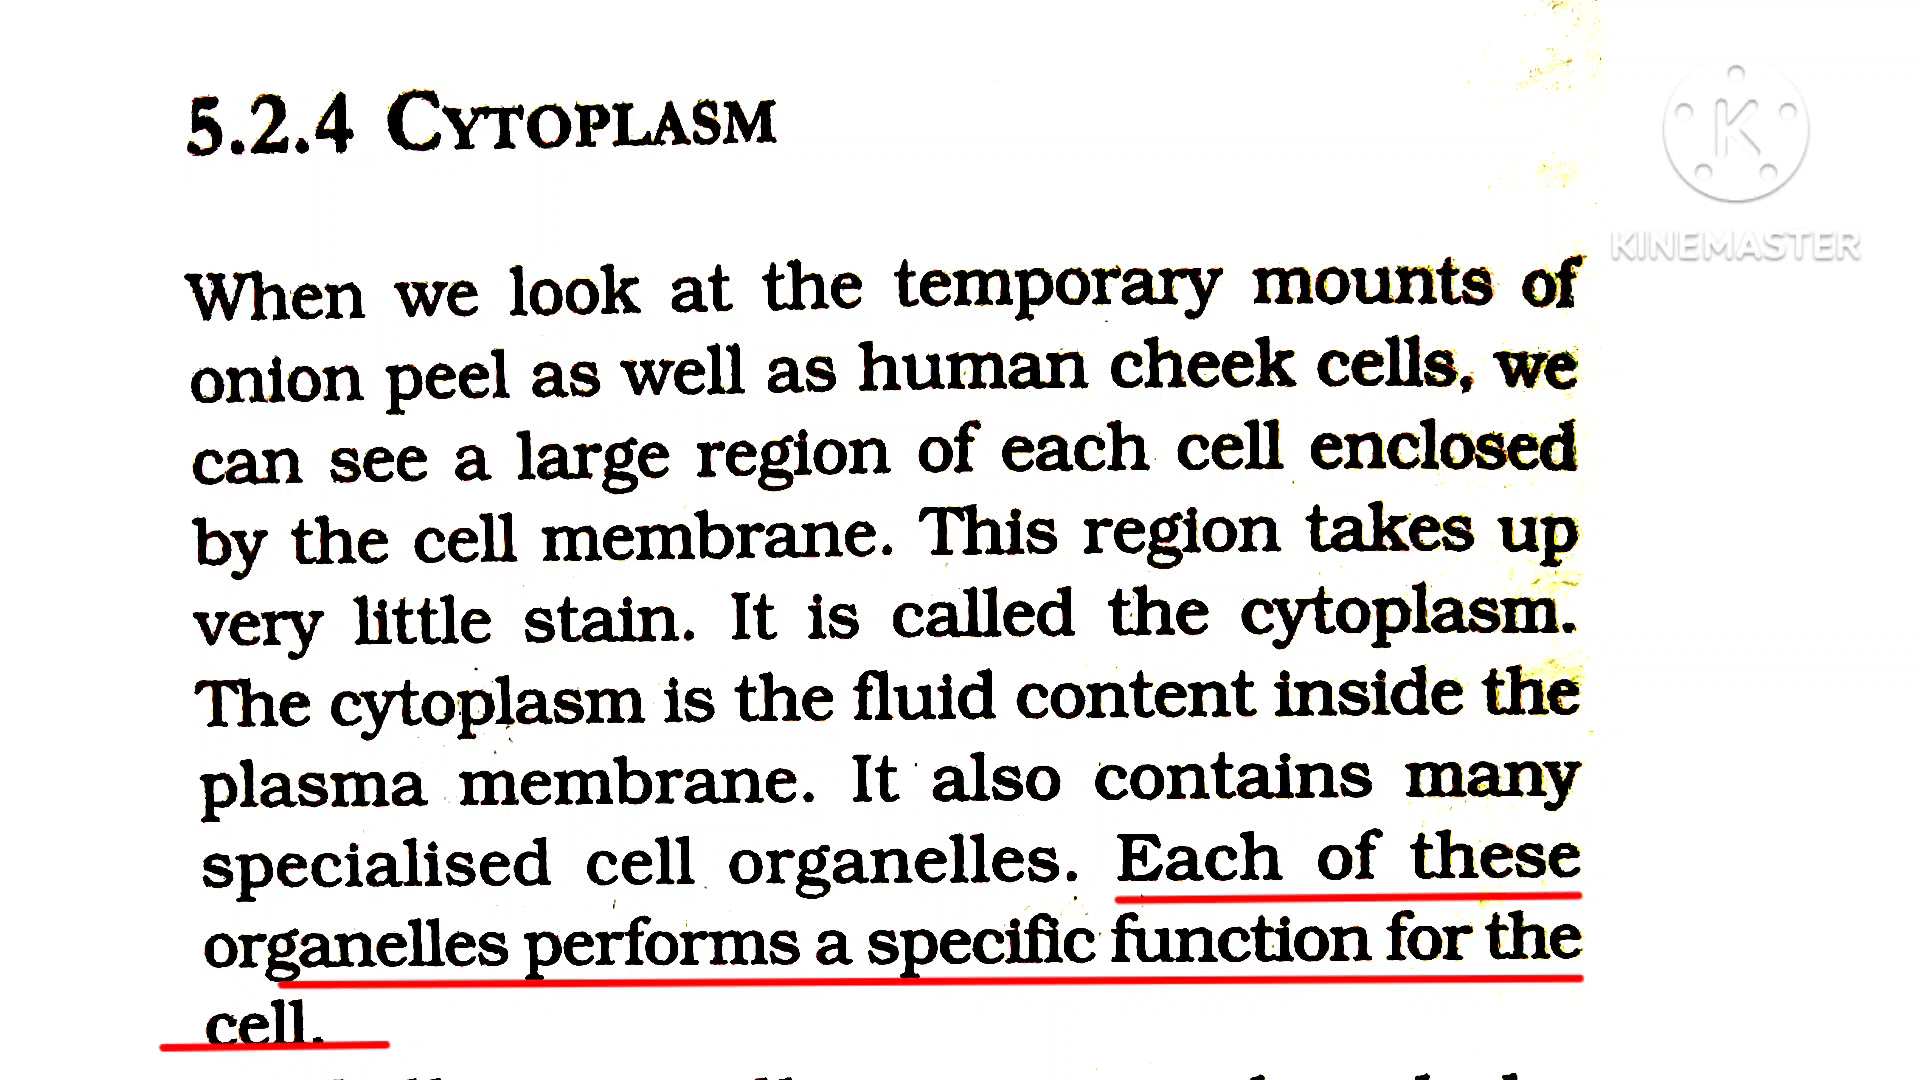 5.2.4 CYTOPLASM
KINEMASTER
When we look at the temporary mounts of
onion peel as well as human cheek cells, we
can see a large region of each cell enclosed
by the cell membrane. This region takes up
very little stain. It is called the cytoplasm.
The cytoplasm is the fluid content inside the
plasma membrane. It also contains many
specialised cell organelles. Each of these
organelles performs a specific function for the
cell.